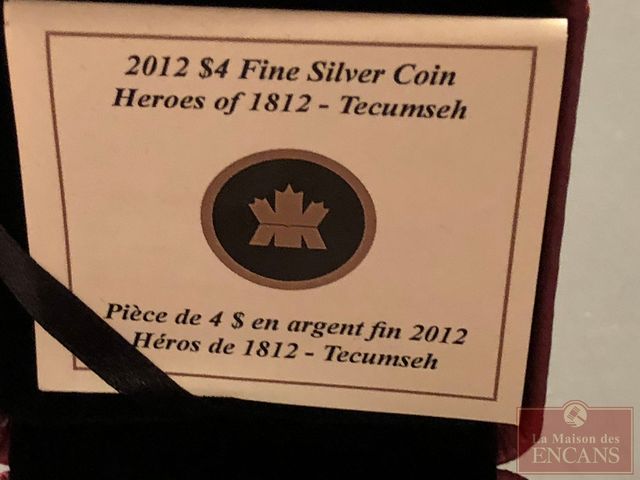 2012 $4 Fine Silver Coin
Heroes of 1812 - Tecumseh
Pièce de 4 $ en argent fin 2012
Héros de 1812 - Tecumseh
La Maison des
ENCANS